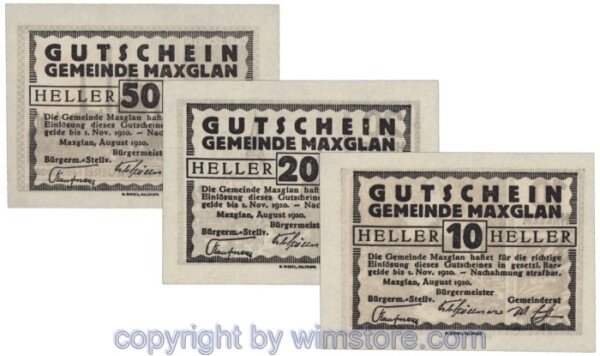 GUTSCHEIN
GEMEINDE MAXGLAN
HELLER 50
Die Gemeinde Maxglan haftet
Einlösung dieses Gutschein
gelde bis 1. Nov. 1920. – Nac
Maxglan, August 1920.
Bürgerm.-Stellv. Bürgermeister
GUTSCHEIN
GEMEINDE MAXGLAN
HELLER 20
Die Gemeinde Maxglan haftet
Einlösung dieses Gutscheines
gelde bis 1. Nov. 1920. – Nac
Maxglan, August 1920.
Bürgerm.-Stellv. Bürgermeister
GUTSCHEIN
GEMEINDE MAXGLAN
HELLER 10 HELLER
Die Gemeinde Maxglan haftet für die richtige
Einlösung dieses Gutscheines in gesetzl. Bar-
gelde bis 1. Nov. 1920. – Nachahmung strafbar.
Maxglan, August 1920.
Bürgerm.-Stellv. Bürgermeister Gemeinderat
copyright by wimstore.com